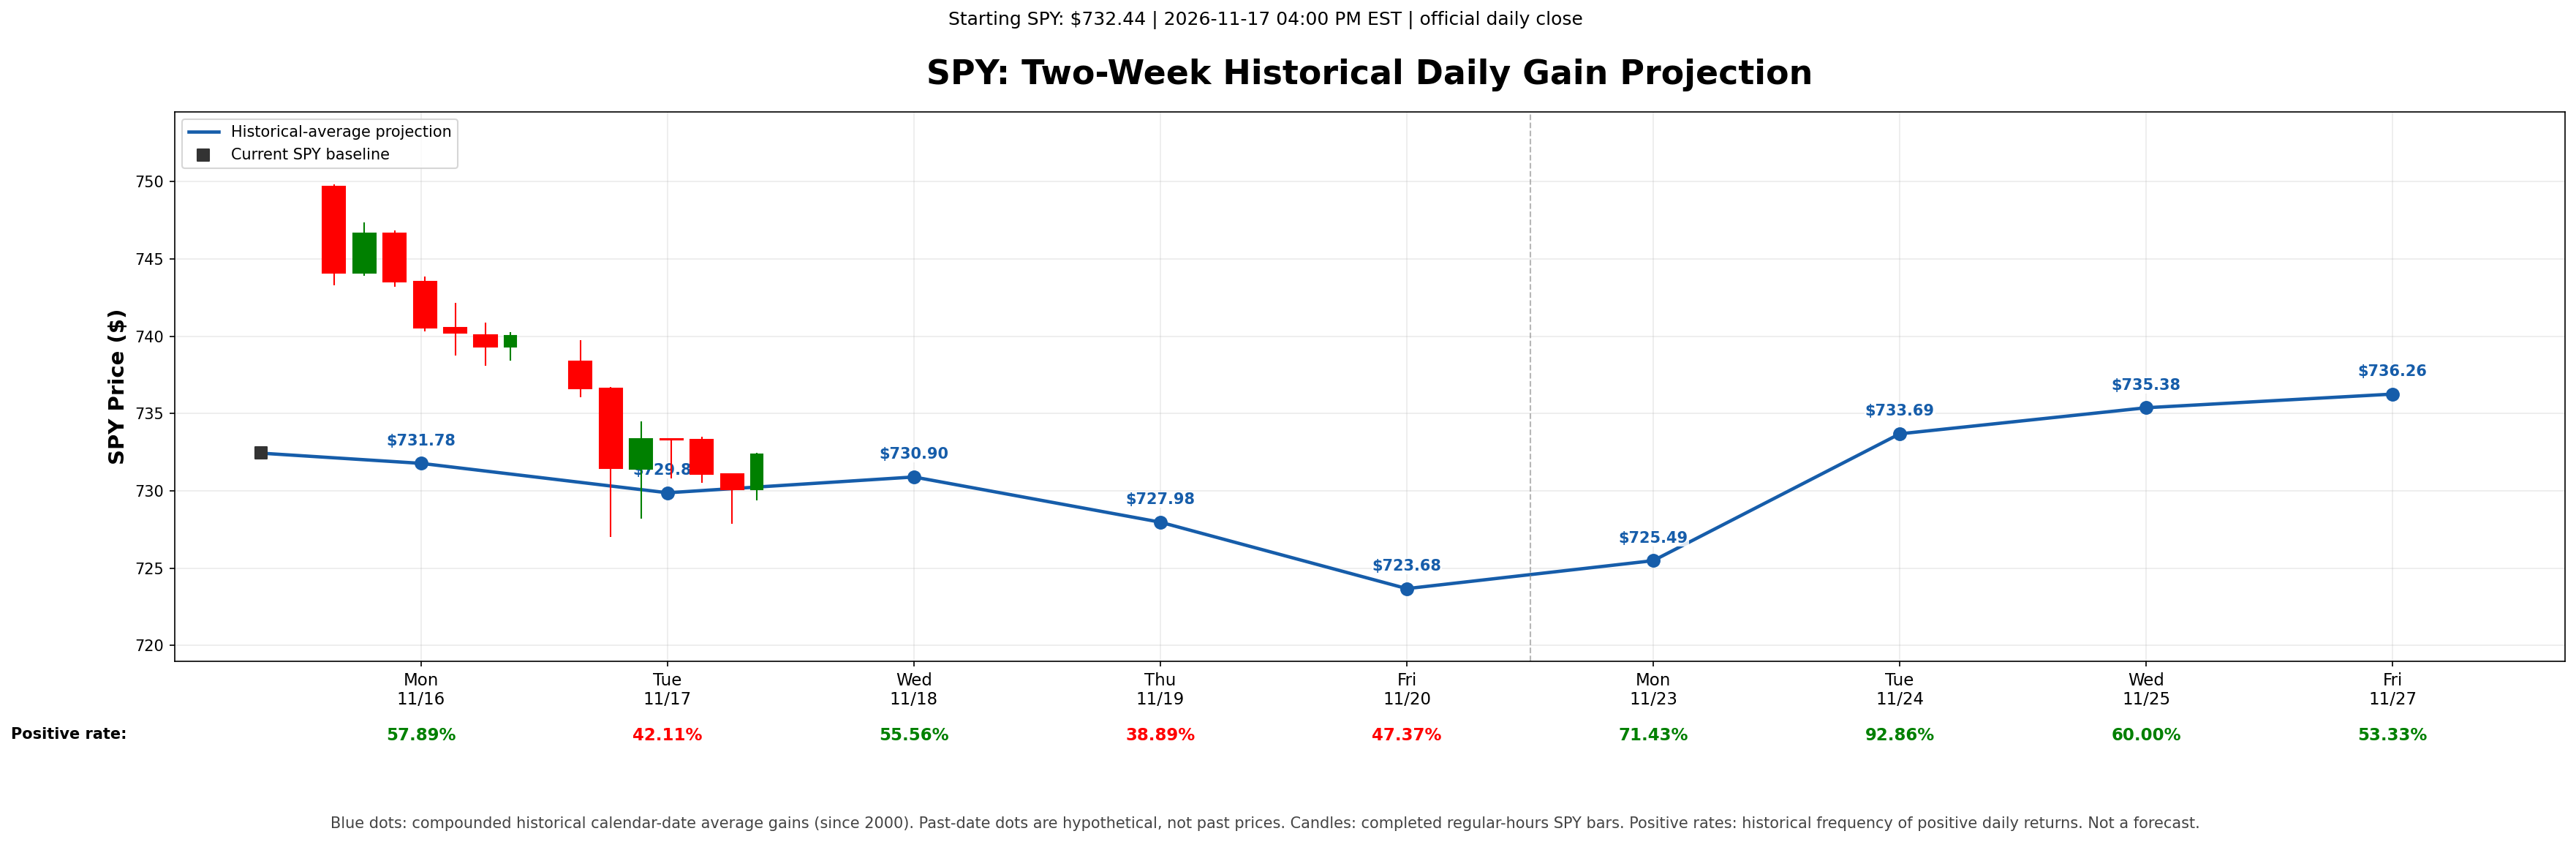 Starting SPY: $732.44 | 2026-11-17 04:00 PM EST | official daily close
SPY: Two-Week Historical Daily Gain Projection
Historical-average projection
Current SPY baseline
SPY Price ($)
750
745
740
735
730
725
720
$731.78
$730.90
$727.98
$723.68
$725.49
$733.69
$735.38
$736.26
Mon Tue Wed Thu Fri Mon Tue Wed Fri
11/16 11/17 11/18 11/19 11/20 11/23 11/24 11/25 11/27
Positive rate: 57.89% 42.11% 55.56% 38.89% 47.37% 71.43% 92.86% 60.00% 53.33%
Blue dots: compounded historical calendar-date average gains (since 2000). Past-date dots are hypothetical, not past prices. Candles: completed regular-hours SPY bars. Positive rates: historical frequency of positive daily returns. Not a forecast.